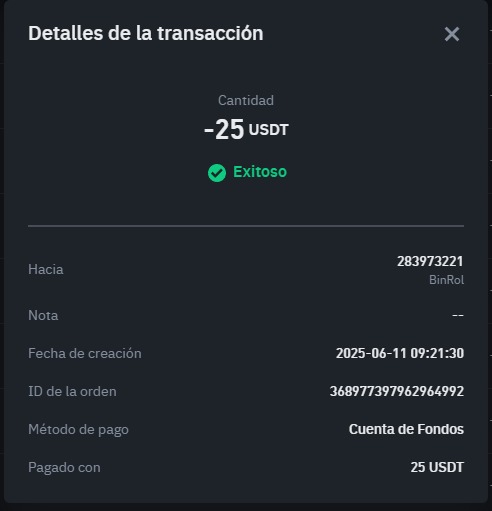 Detalles de la transacción
Cantidad
-25 USDT
Exitoso
Hacia 283973221
BinRol
Nota --
Fecha de creación 2025-06-11 09:21:30
ID de la orden 368977397962964992
Método de pago Cuenta de Fondos
Pagado con 25 USDT